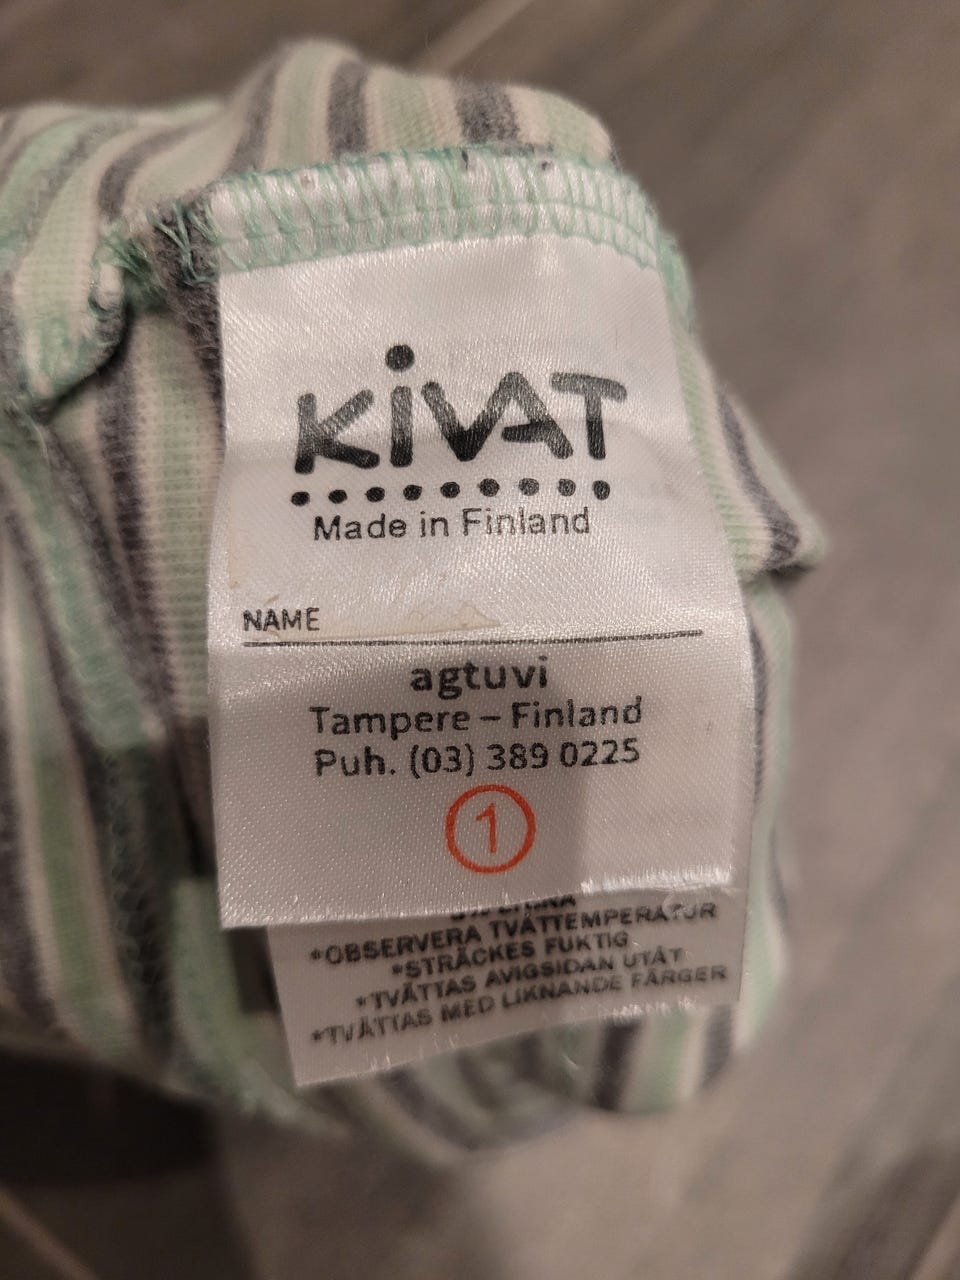 KiVAT
Made in Finland
NAME
agtuvi
Tampere – Finland
Puh. (03) 389 0225
1
*OBSERVERA TVÄTTEMPERATUR
*STRÄCKES FUKTIG
*TVÄTTAS AVIGSIDAN UTÅT
*TVÄTTAS MED LIKNANDE FÄRGER